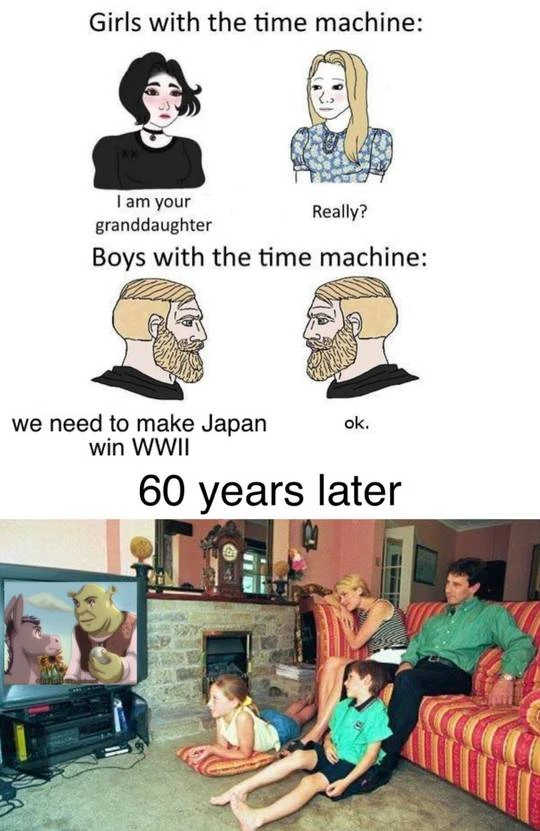 Girls with the time machine:
I am your
granddaughter
Really?
Boys with the time machine:
we need to make Japan
win WWII
ok.
60 years later